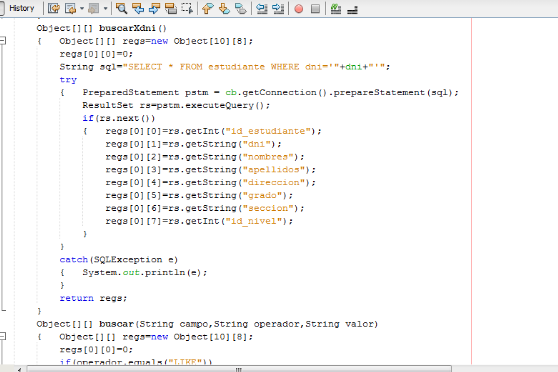 History
Object[][] buscarXdni()
{ Object[][] regs=new Object[10][8];
regs[0][0]=0;
String sql="SELECT * FROM estudiante WHERE dni='"+dni+"'";
try
{ PreparedStatement pstm = cb.getConnection().prepareStatement(sql);
ResultSet rs=pstm.executeQuery();
if(rs.next())
{ regs[0][0]=rs.getInt("id_estudiante");
regs[0][1]=rs.getString("dni");
regs[0][2]=rs.getString("nombres");
regs[0][3]=rs.getString("apellidos");
regs[0][4]=rs.getString("direccion");
regs[0][5]=rs.getString("grado");
regs[0][6]=rs.getString("seccion");
regs[0][7]=rs.getInt("id_nivel");
}
}
catch(SQLException e)
{ System.out.println(e);
}
return regs;
}
Object[][] buscar(String campo,String operador,String valor)
{ Object[][] regs=new Object[10][8];
regs[0][0]=0;
if(operador.equals("LIKE"))